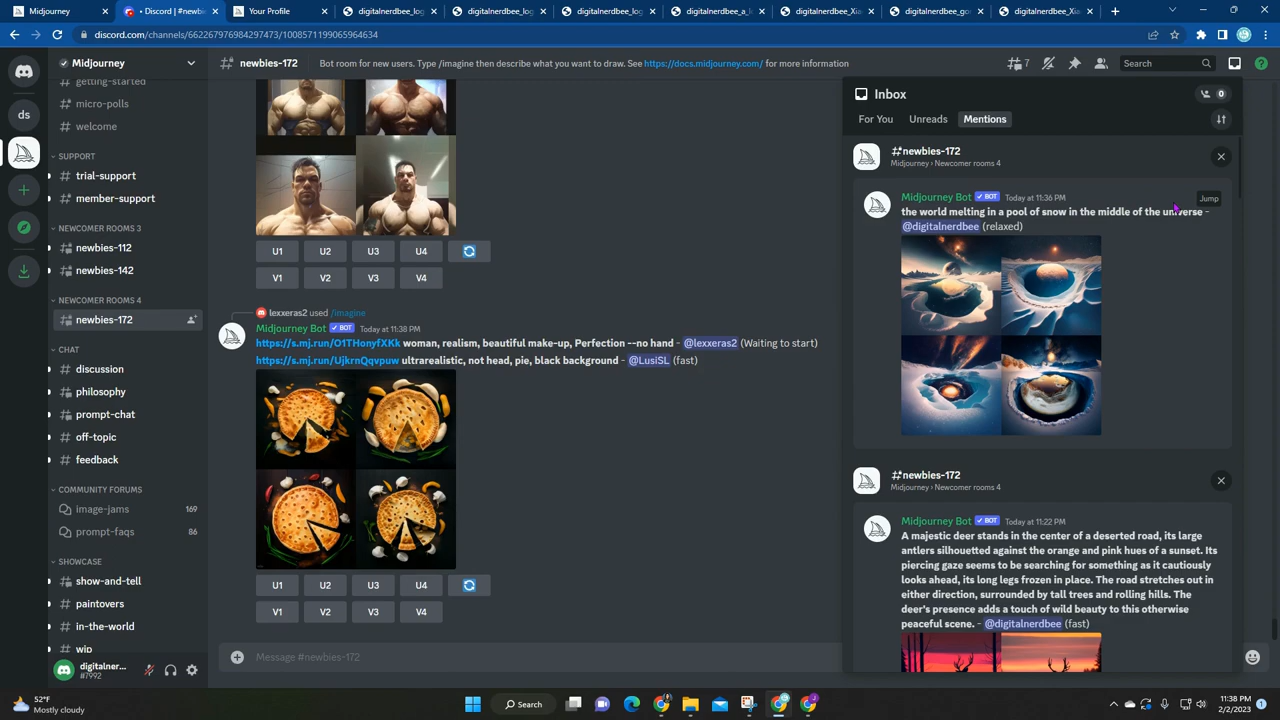 Midjourney
Discord | #newbies
Your Profile
digitalnerdbee_log
digitalnerdbee_log
digitalnerdbee_log
digitalnerdbee_a_l
digitalnerdbee_Xia
digitalnerdbee_go
digitalnerdbee_Xia
discord.com/channels/662267976984297473/1008571199065964634
Midjourney
newbies-172
Bot room for new users. Type /imagine then describe what you want to draw. See https://docs.midjourney.com/ for more information
7
Search
getting-started
micro-polls
welcome
SUPPORT
trial-support
member-support
NEWCOMER ROOMS 3
newbies-112
newbies-142
NEWCOMER ROOMS 4
newbies-172
CHAT
discussion
philosophy
prompt-chat
off-topic
feedback
COMMUNITY FORUMS
image-jams 169
prompt-faqs 86
SHOWCASE
show-and-tell
paintovers
in-the-world
wip
ds
digitalner...
#7992
U1 U2 U3 U4
V1 V2 V3 V4
lexxeras2 used /imagine
Midjourney Bot ✓ BOT Today at 11:38 PM
https://s.mj.run/O1THonyfXKk woman, realism, beautiful make-up, Perfection --no hand - @lexxeras2 (Waiting to start)
https://s.mj.run/UjkrnQqvpuw ultrarealistic, not head, pie, black background - @LusiSL (fast)
U1 U2 U3 U4
V1 V2 V3 V4
Message #newbies-172
Inbox
0
For You Unreads Mentions
#newbies-172
Midjourney › Newcomer rooms 4
Midjourney Bot ✓ BOT Today at 11:36 PM
Jump
the world melting in a pool of snow in the middle of the universe -
@digitalnerdbee (relaxed)
#newbies-172
Midjourney › Newcomer rooms 4
Midjourney Bot ✓ BOT Today at 11:22 PM
A majestic deer stands in the center of a deserted road, its large
antlers silhouetted against the orange and pink hues of a sunset. Its
piercing gaze seems to be searching for something as it cautiously
looks ahead, its long legs frozen in place. The road stretches out in
either direction, surrounded by tall trees and rolling hills. The
deer's presence adds a touch of wild beauty to this otherwise
peaceful scene. - @digitalnerdbee (fast)
52°F
Mostly cloudy
Search
11:38 PM
2/2/2023